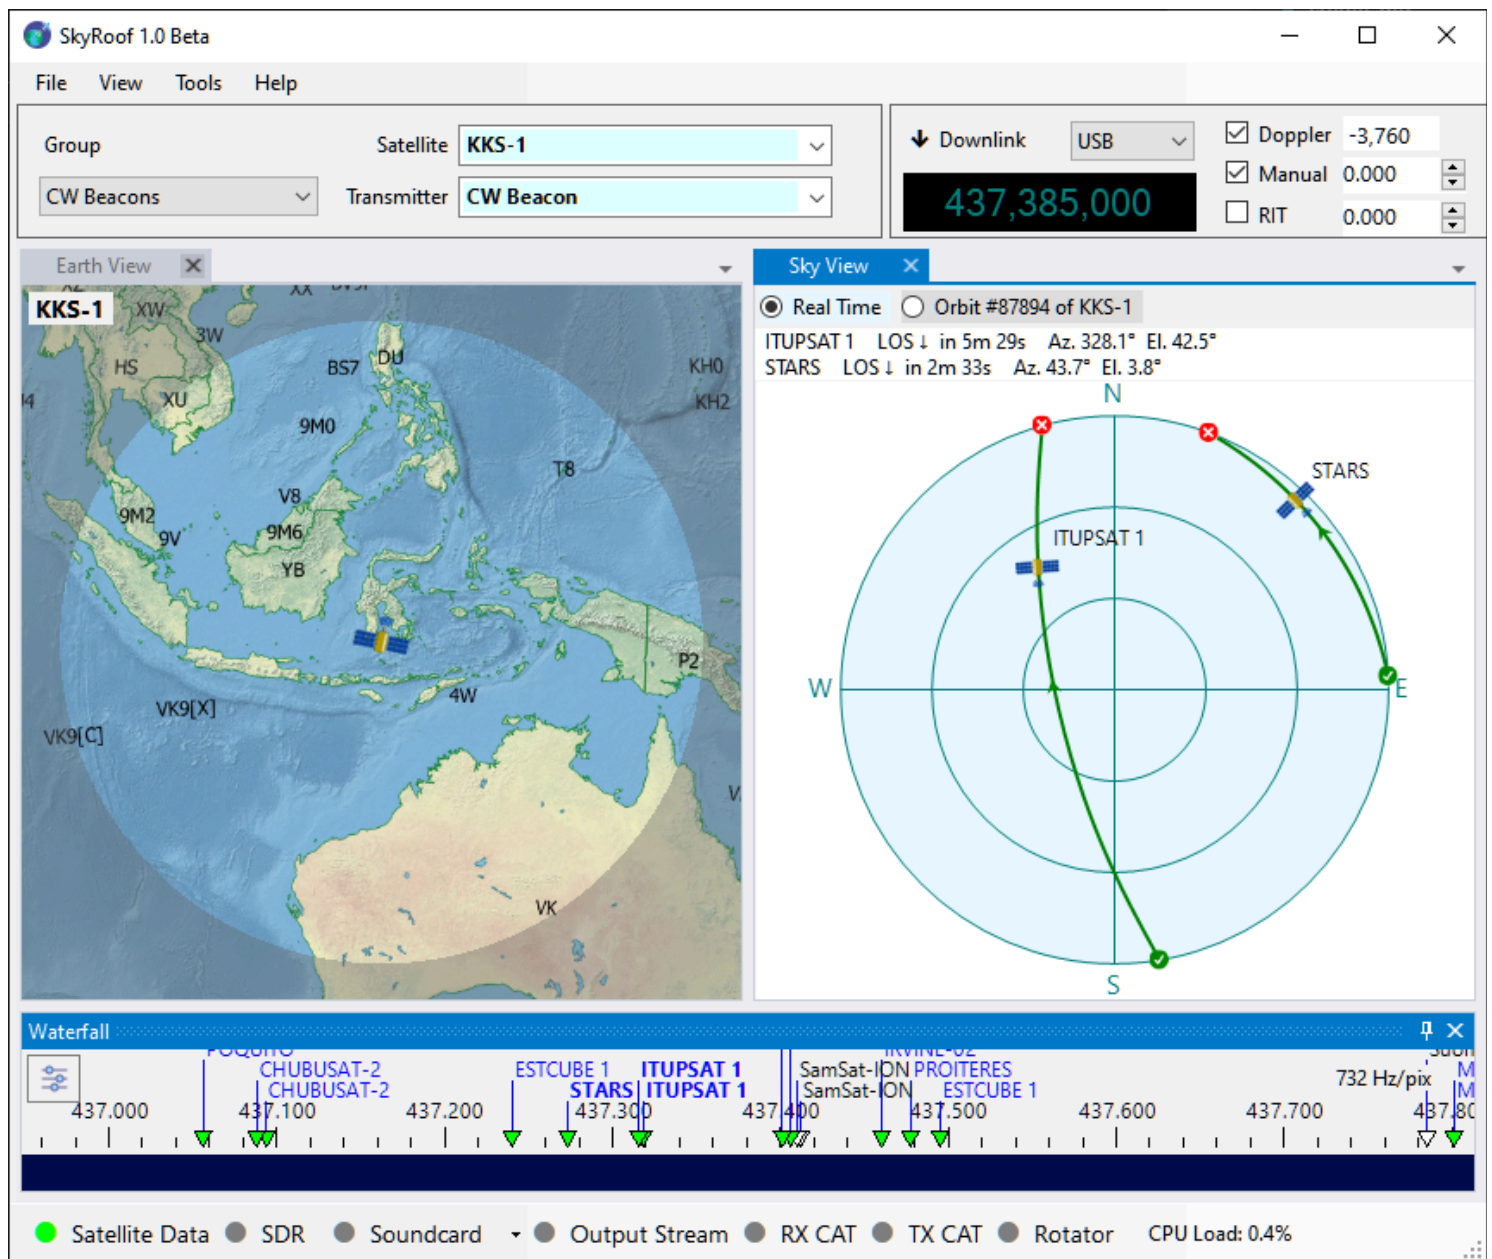 SkyRoof 1.0 Beta
File View Tools Help
Group
Satellite KKS-1
CW Beacons
Transmitter CW Beacon
Downlink USB
437,385,000
Doppler -3,760
Manual 0.000
RIT 0.000
Earth View
Sky View
KKS-1
XW
XX
3W
HS
BS7
DU
KH0
XU
KH2
9M0
T8
V8
9M2
9V
9M6
YB
P2
4W
VK9[X]
VK9[C]
VK
Real Time Orbit #87894 of KKS-1
ITUPSAT 1 LOS ↓ in 5m 29s Az. 328.1° El. 42.5°
STARS LOS ↓ in 2m 33s Az. 43.7° El. 3.8°
N
STARS
ITUPSAT 1
W
E
S
Waterfall
POQUITO
IRVINE-02
CHUBUSAT-2 ESTCUBE 1 ITUPSAT 1 SamSat-ION PROITERES
732 Hz/pix
M
CHUBUSAT-2 STARS ITUPSAT 1 SamSat-ION ESTCUBE 1
M
437.000 437.100 437.200 437.300 437.400 437.500 437.600 437.700 437.80
Satellite Data SDR Soundcard Output Stream RX CAT TX CAT Rotator CPU Load: 0.4%